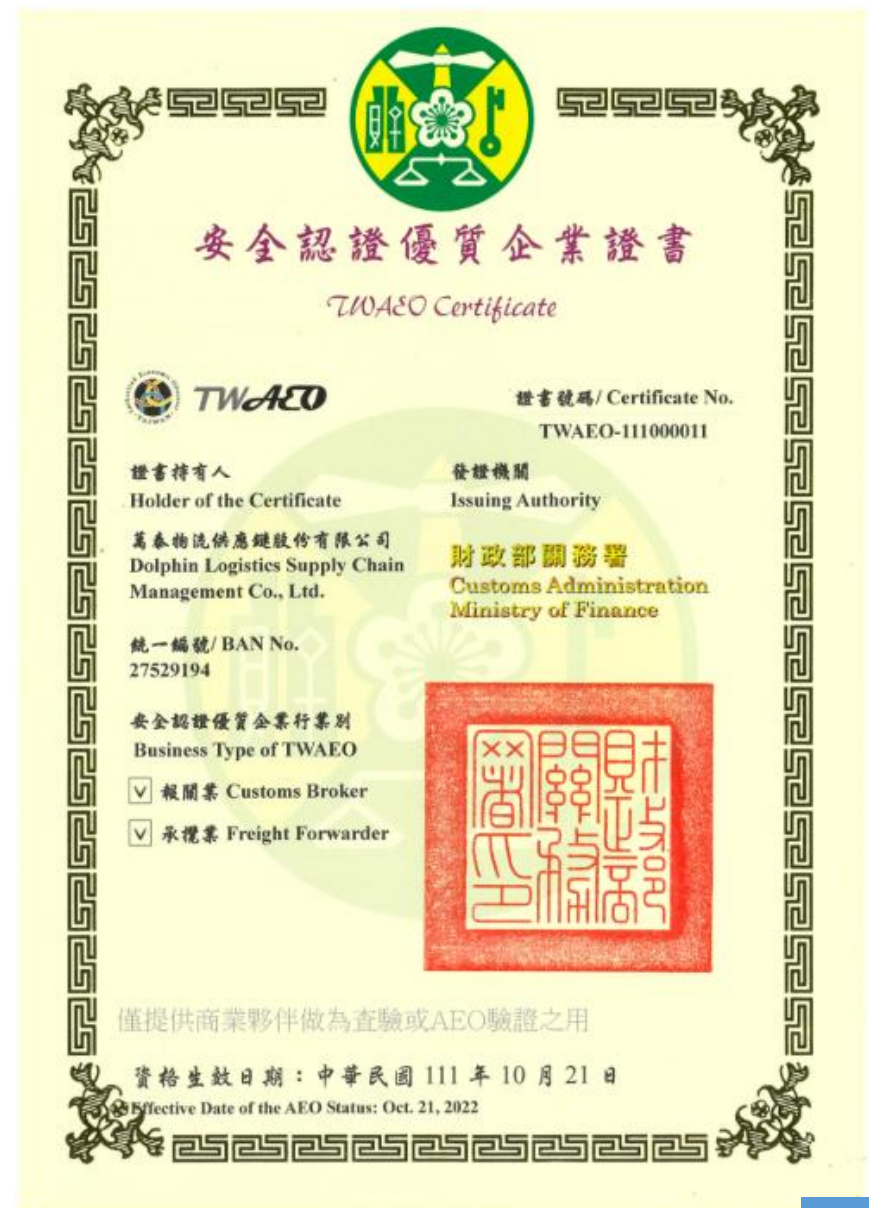 安全認證優質企業證書
TWAEO Certificate
TWAEO
證書號碼/ Certificate No.
TWAEO-111000011
證書持有人
Holder of the Certificate
萬泰物流供應鏈股份有限公司
Dolphin Logistics Supply Chain
Management Co., Ltd.
統一編號/ BAN No.
27529194
安全認證優質企業行業別
Business Type of TWAEO
V 報關業 Customs Broker
V 承攬業 Freight Forwarder
發證機關
Issuing Authority
財政部關務署
Customs Administration
Ministry of Finance
財政部
關務
署印
僅提供商業夥伴做為查驗或AEO驗證之用
資格生效日期：中華民國 111 年 10 月 21 日
Effective Date of the AEO Status: Oct. 21, 2022